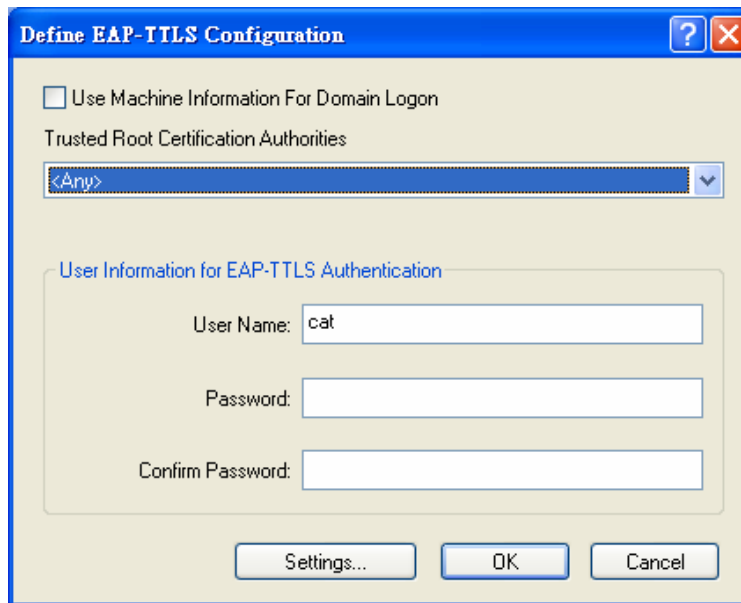 Define EAP-TTLS Configuration
Use Machine Information For Domain Logon
Trusted Root Certification Authorities
<Any>
User Information for EAP-TTLS Authentication
User Name: cat
Password:
Confirm Password:
Settings... OK Cancel